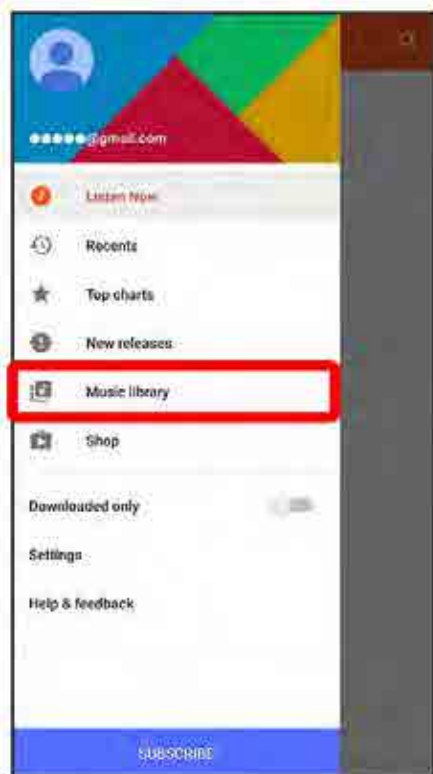 ●●●●●@gmail.com
Listen Now
Recents
Top charts
New releases
Music library
Shop
Downloaded only
Settings
Help & feedback
SUBSCRIBE